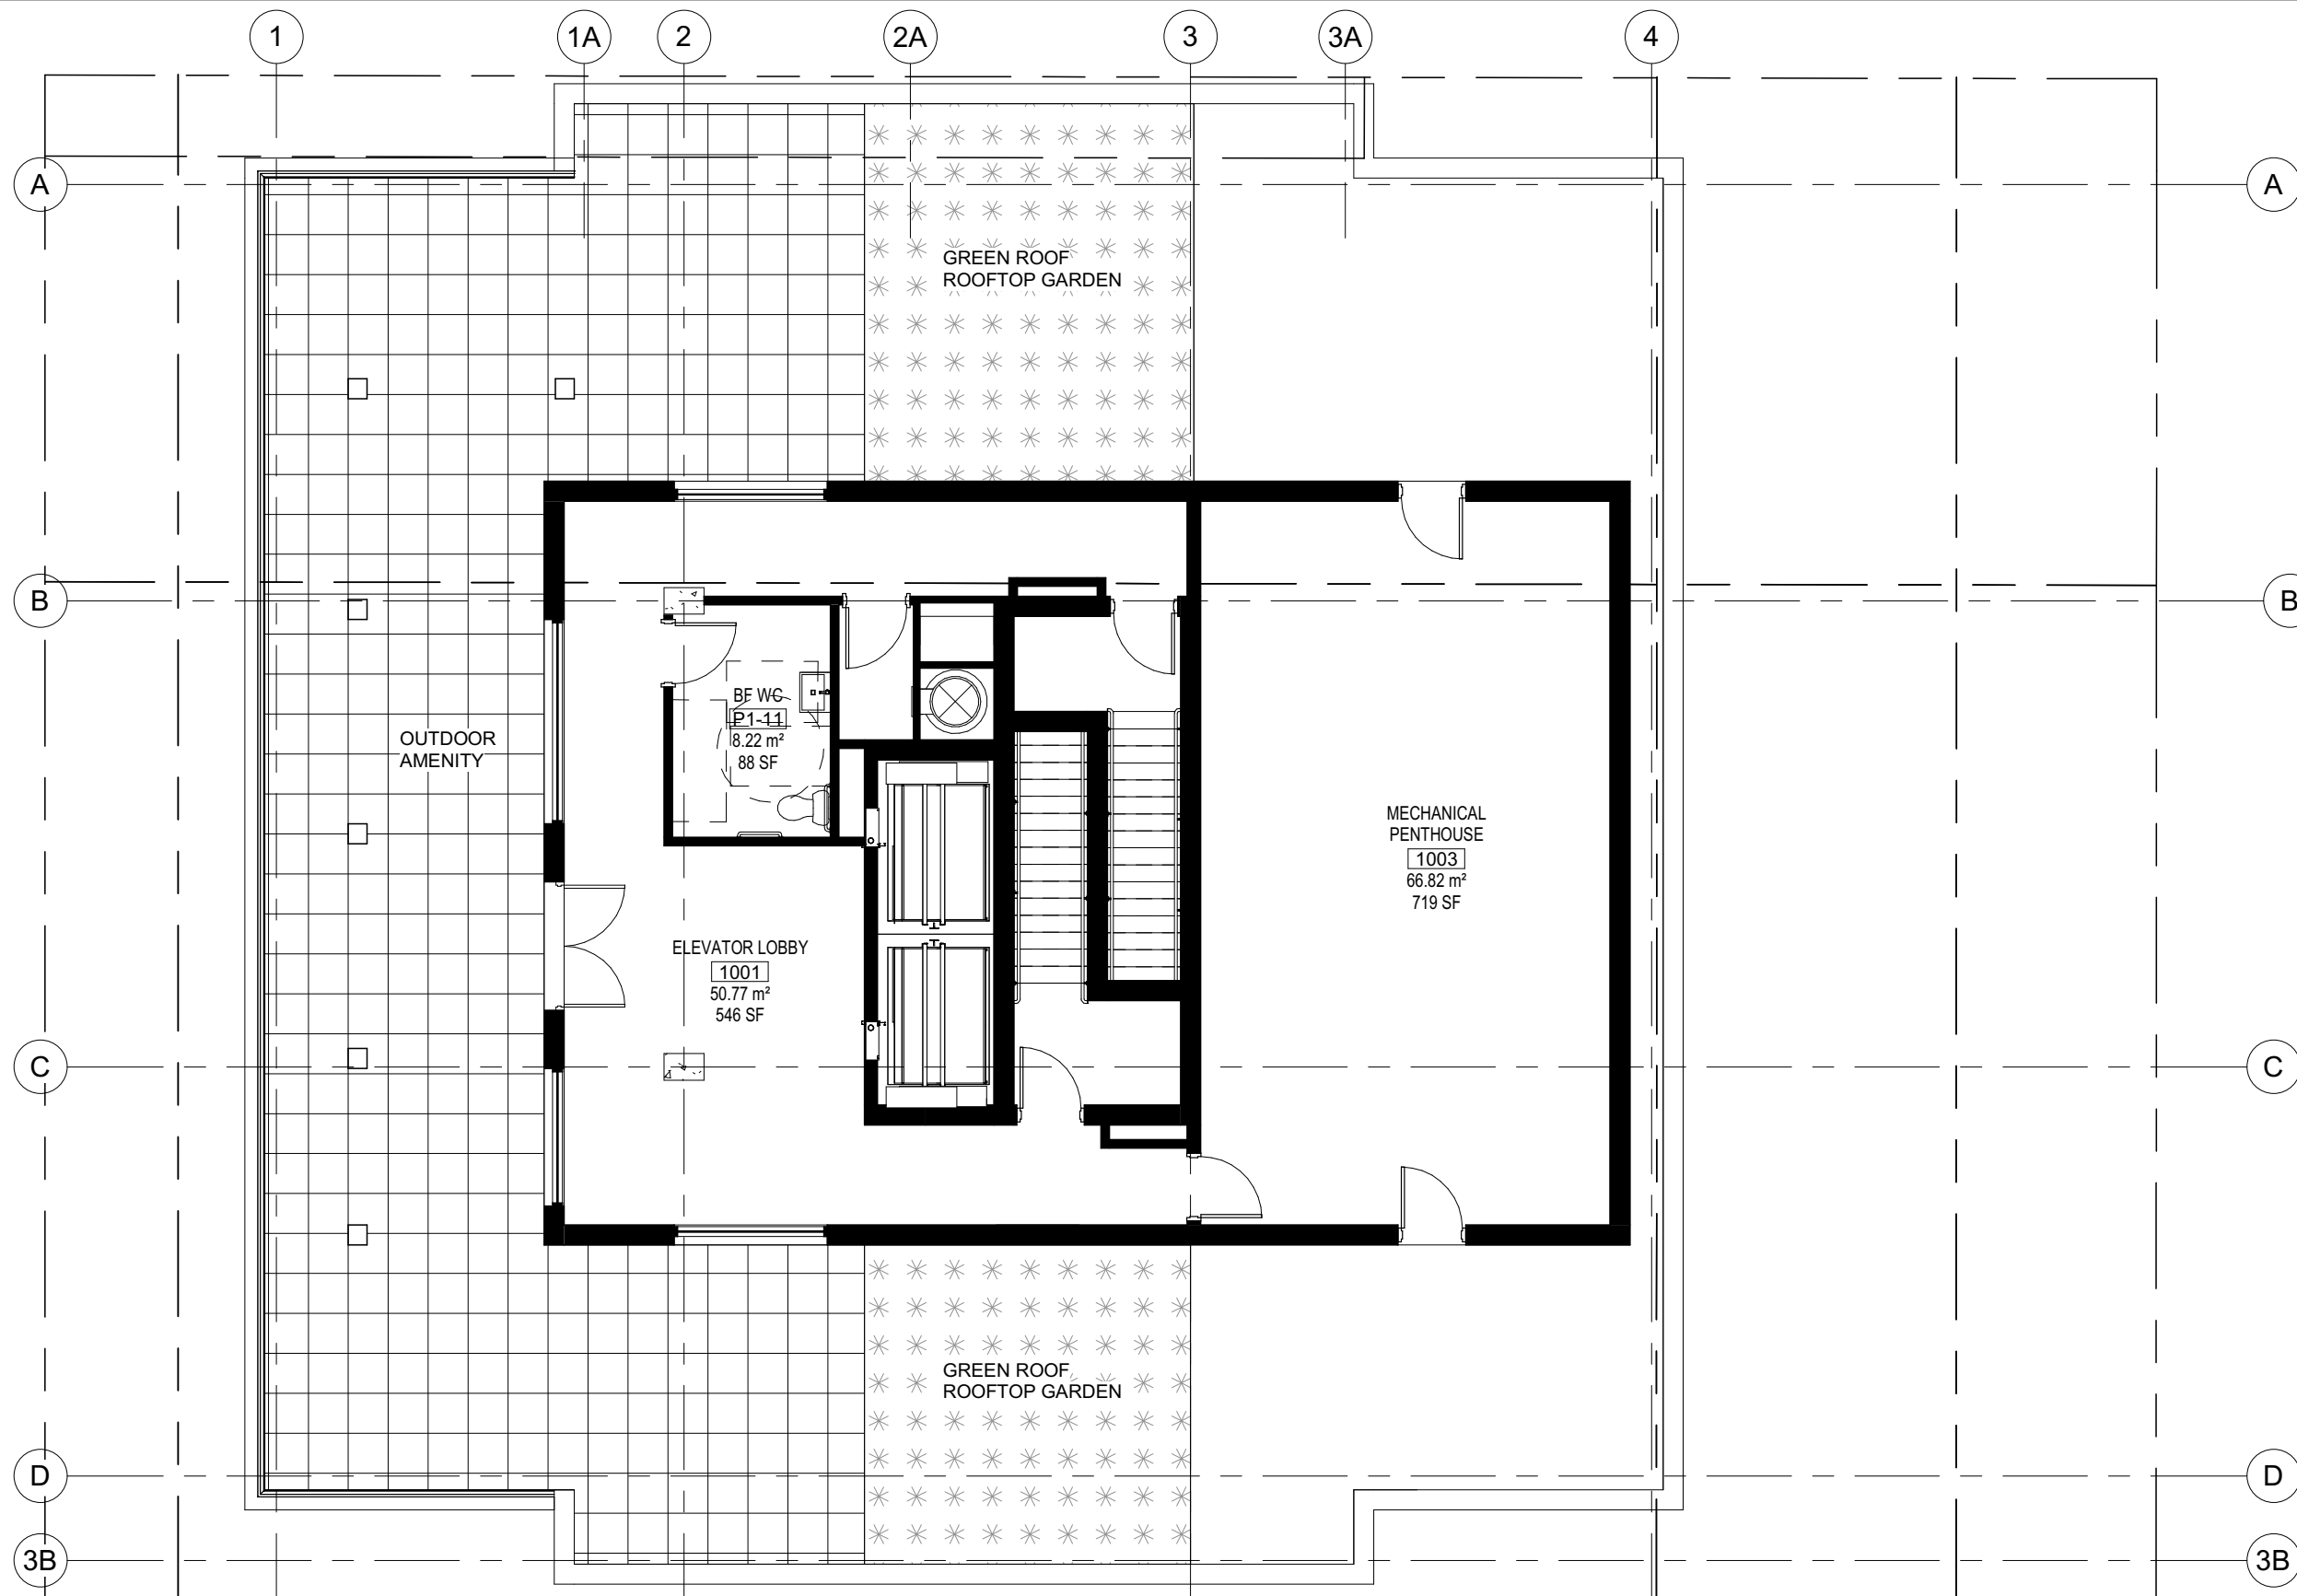 1
1A
2
2A
3
3A
4
A
A
GREEN ROOF
ROOFTOP GARDEN
B
B
BF WC
P1-11
8.22 m²
88 SF
OUTDOOR
AMENITY
MECHANICAL
PENTHOUSE
1003
66.82 m²
719 SF
ELEVATOR LOBBY
1001
50.77 m²
546 SF
C
C
GREEN ROOF
ROOFTOP GARDEN
D
D
3B
3B